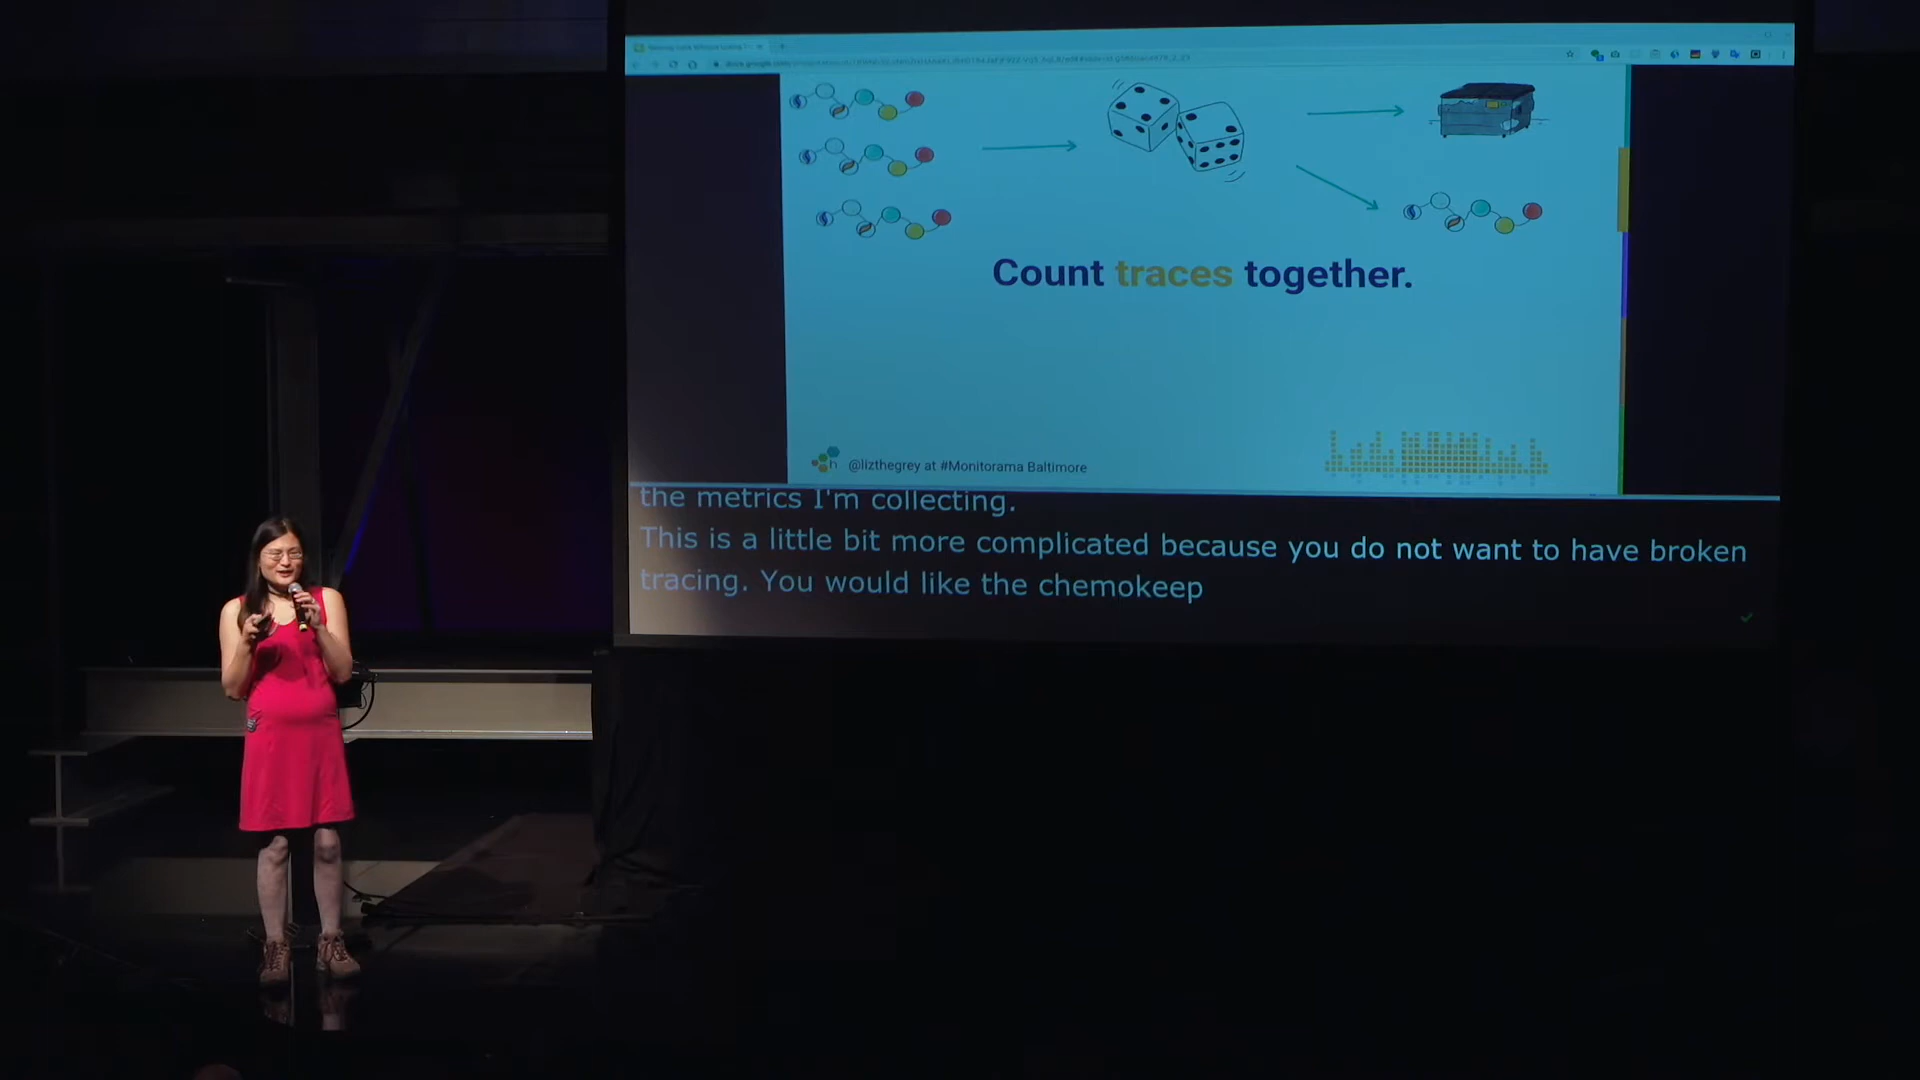 Count traces together.
h @lizthegrey at #Monitorama Baltimore
the metrics I'm collecting.
This is a little bit more complicated because you do not want to have broken
tracing. You would like the chemokeep